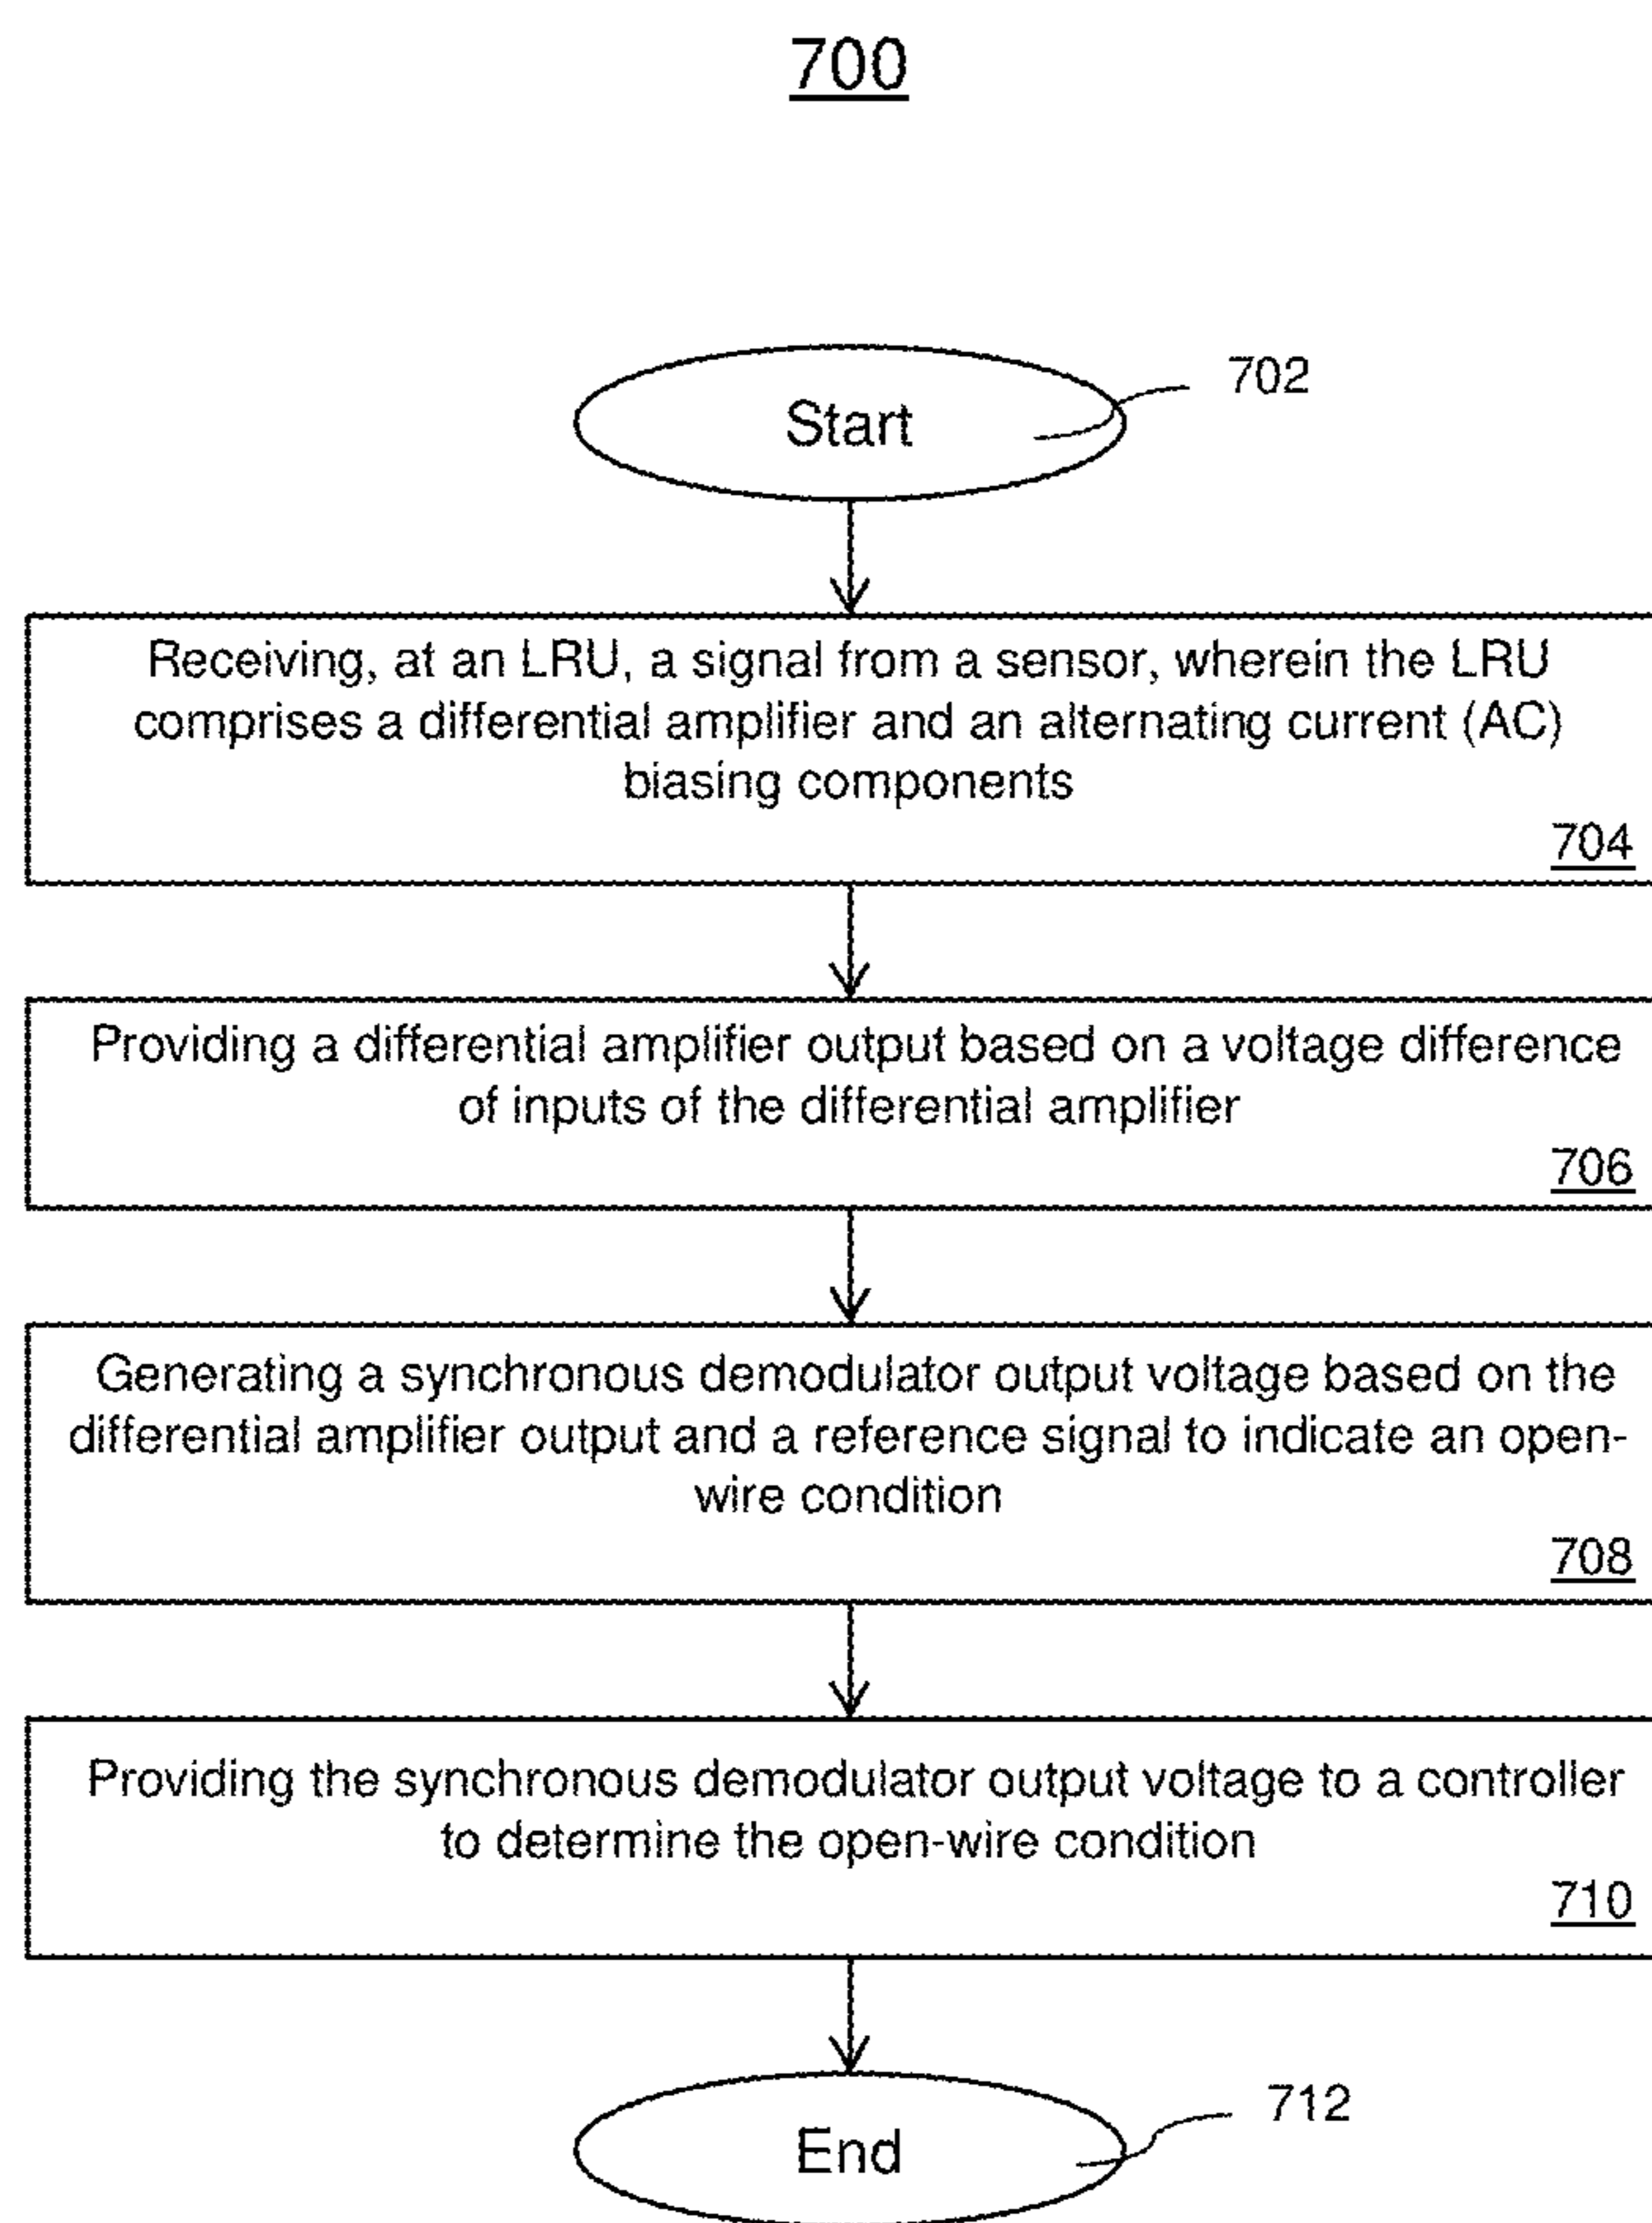 700
Start
702
Receiving, at an LRU, a signal from a sensor, wherein the LRU
comprises a differential amplifier and an alternating current (AC)
biasing components
704
Providing a differential amplifier output based on a voltage difference
of inputs of the differential amplifier
706
Generating a synchronous demodulator output voltage based on the
differential amplifier output and a reference signal to indicate an open-
wire condition
708
Providing the synchronous demodulator output voltage to a controller
to determine the open-wire condition
710
End
712